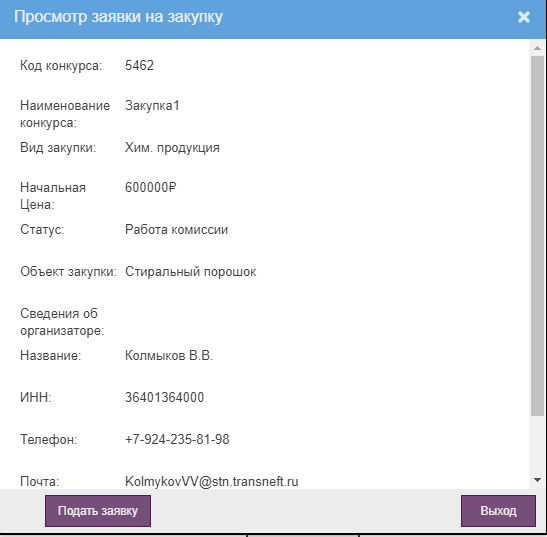 Просмотр заявки на закупку
Код конкурса: 5462
Наименование Закупка1
конкурса:
Вид закупки: Хим. продукция
Начальная 600000₽
Цена:
Статус: Работа комиссии
Объект закупки: Стиральный порошок
Сведения об
организаторе:
Название: Колмыков В.В.
ИНН: 36401364000
Телефон: +7-924-235-81-98
Почта: KolmykovVV@stn.transneft.ru
Подать заявку Выход